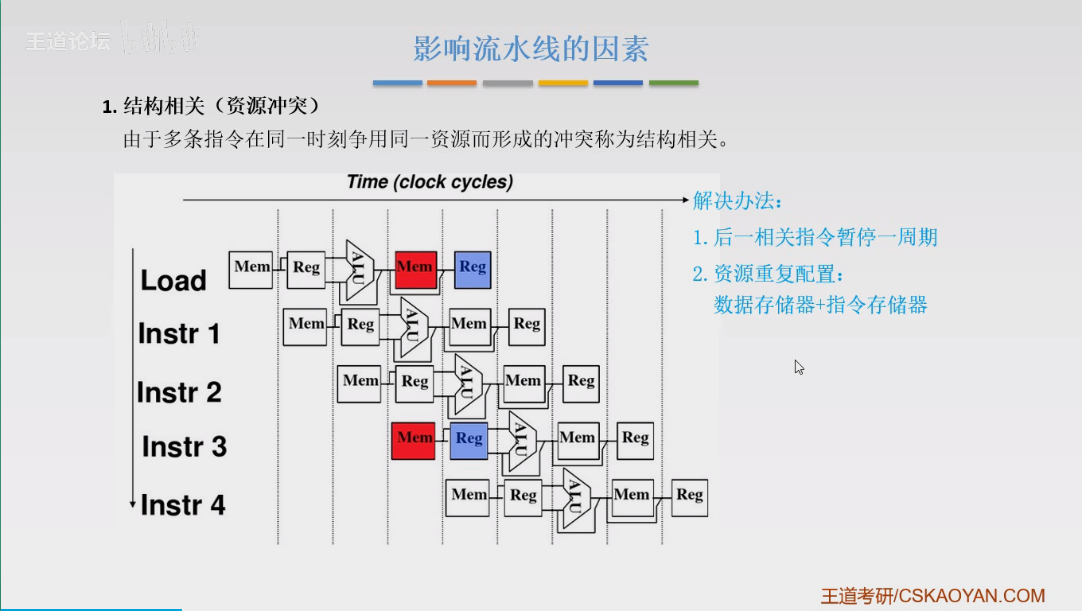 王道论坛
影响流水线的因素
1. 结构相关（资源冲突）
由于多条指令在同一时刻争用同一资源而形成的冲突称为结构相关。
Time (clock cycles)
解决办法：
1. 后一相关指令暂停一周期
2. 资源重复配置：
数据存储器+指令存储器
Load Mem Reg ALU Mem Reg
Instr 1 Mem Reg ALU Mem Reg
Instr 2 Mem Reg ALU Mem Reg
Instr 3 Mem Reg ALU Mem Reg
Instr 4 Mem Reg ALU Mem Reg
王道考研/CSKAOYAN.COM